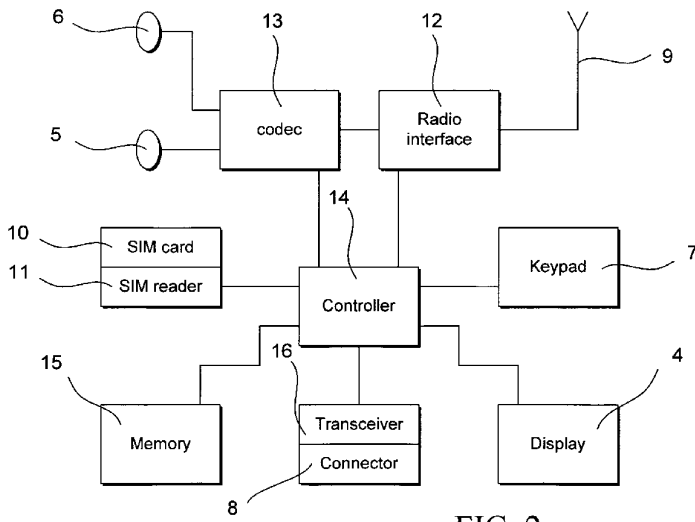 6
13
12
9
codec
Radio
interface
5
14
10
SIM card
11
SIM reader
Controller
Keypad
7
15
16
4
Memory
Transceiver
Connector
Display
8
FIG. 2